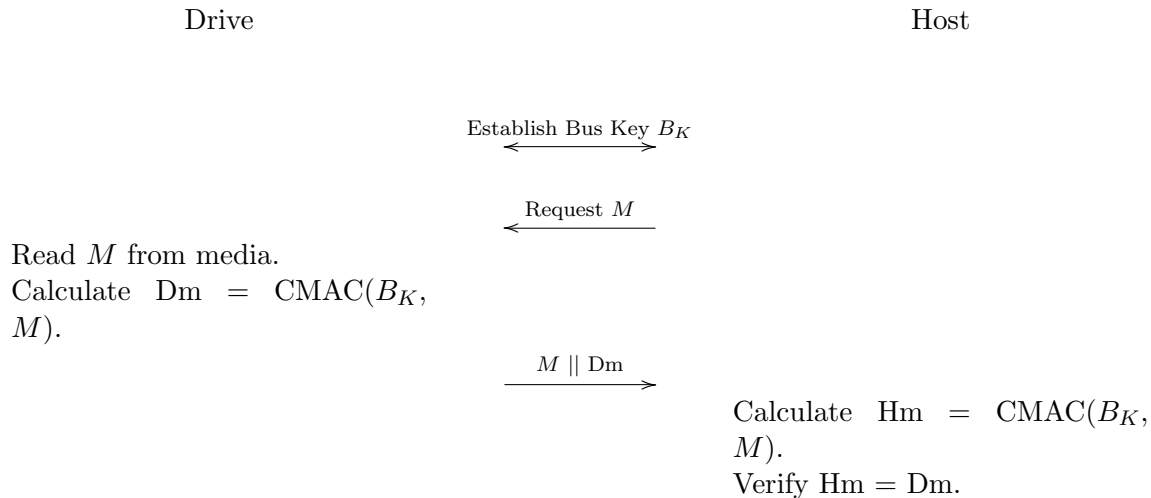 Drive Host
Establish Bus Key B_K
Request M
Read M from media.
Calculate Dm = CMAC(B_K,
M).
M || Dm
Calculate Hm = CMAC(B_K,
M).
Verify Hm = Dm.